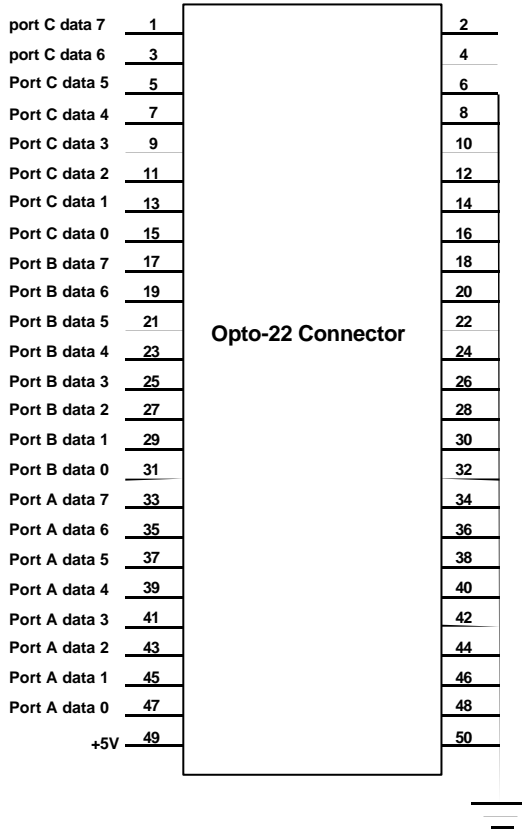 port C data 7 1 2
port C data 6 3 4
Port C data 5 5 6
Port C data 4 7 8
Port C data 3 9 10
Port C data 2 11 12
Port C data 1 13 14
Port C data 0 15 16
Port B data 7 17 18
Port B data 6 19 20
Port B data 5 21 22
Opto-22 Connector
Port B data 4 23 24
Port B data 3 25 26
Port B data 2 27 28
Port B data 1 29 30
Port B data 0 31 32
Port A data 7 33 34
Port A data 6 35 36
Port A data 5 37 38
Port A data 4 39 40
Port A data 3 41 42
Port A data 2 43 44
Port A data 1 45 46
Port A data 0 47 48
+5V 49 50